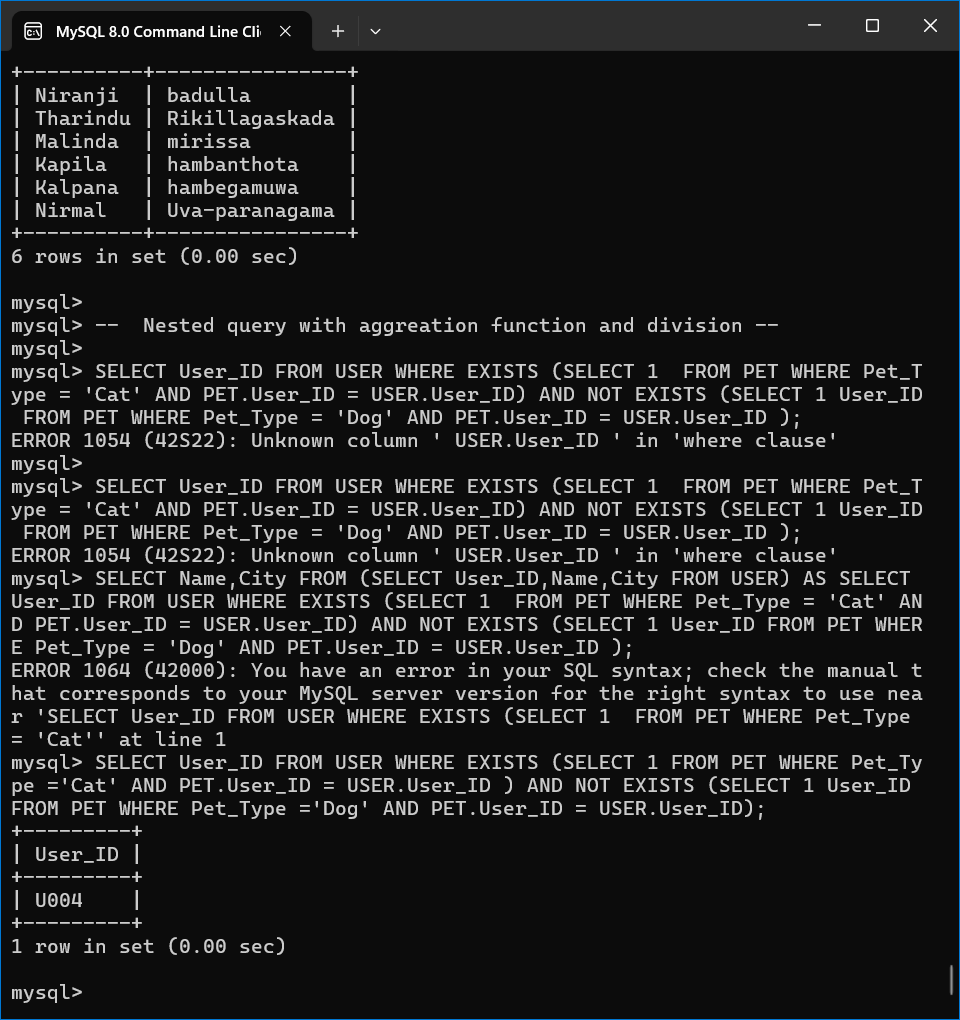 MySQL 8.0 Command Line Cli
+----------+----------------+
| Niranji  | badulla        |
| Tharindu | Rikillagaskada |
| Malinda  | mirissa        |
| Kapila   | hambanthota    |
| Kalpana  | hambegamuwa    |
| Nirmal   | Uva-paranagama |
+----------+----------------+
6 rows in set (0.00 sec)
mysql>
mysql> --  Nested query with aggreation function and division --
mysql>
mysql> SELECT User_ID FROM USER WHERE EXISTS (SELECT 1  FROM PET WHERE Pet_T
ype = 'Cat' AND PET.User_ID = USER.User_ID) AND NOT EXISTS (SELECT 1 User_ID
 FROM PET WHERE Pet_Type = 'Dog' AND PET.User_ID = USER.User_ID );
ERROR 1054 (42S22): Unknown column ' USER.User_ID ' in 'where clause'
mysql>
mysql> SELECT User_ID FROM USER WHERE EXISTS (SELECT 1  FROM PET WHERE Pet_T
ype = 'Cat' AND PET.User_ID = USER.User_ID) AND NOT EXISTS (SELECT 1 User_ID
 FROM PET WHERE Pet_Type = 'Dog' AND PET.User_ID = USER.User_ID );
ERROR 1054 (42S22): Unknown column ' USER.User_ID ' in 'where clause'
mysql> SELECT Name,City FROM (SELECT User_ID,Name,City FROM USER) AS SELECT
User_ID FROM USER WHERE EXISTS (SELECT 1  FROM PET WHERE Pet_Type = 'Cat' AN
D PET.User_ID = USER.User_ID) AND NOT EXISTS (SELECT 1 User_ID FROM PET WHER
E Pet_Type = 'Dog' AND PET.User_ID = USER.User_ID );
ERROR 1064 (42000): You have an error in your SQL syntax; check the manual t
hat corresponds to your MySQL server version for the right syntax to use nea
r 'SELECT User_ID FROM USER WHERE EXISTS (SELECT 1  FROM PET WHERE Pet_Type
= 'Cat'' at line 1
mysql> SELECT User_ID FROM USER WHERE EXISTS (SELECT 1 FROM PET WHERE Pet_Ty
pe ='Cat' AND PET.User_ID = USER.User_ID ) AND NOT EXISTS (SELECT 1 User_ID
FROM PET WHERE Pet_Type ='Dog' AND PET.User_ID = USER.User_ID);
+---------+
| User_ID |
+---------+
| U004    |
+---------+
1 row in set (0.00 sec)
mysql>